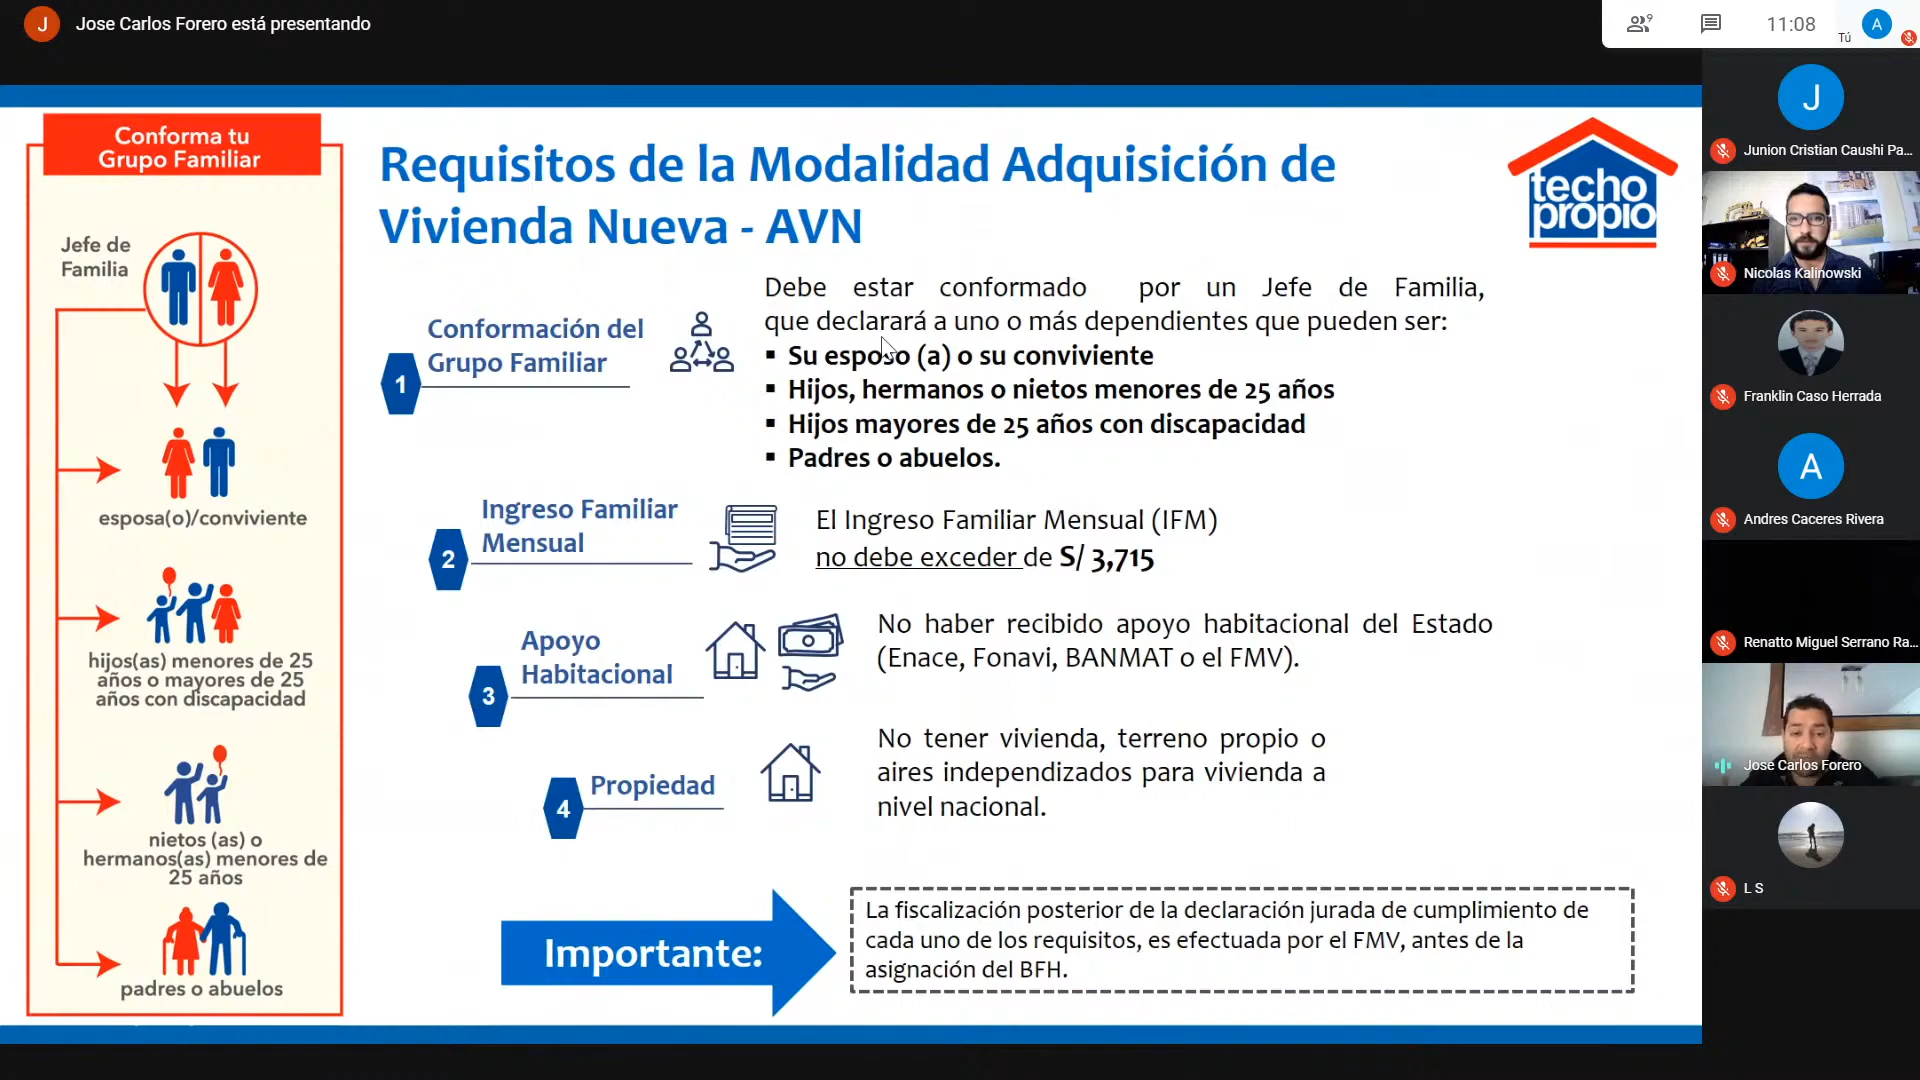 J
Jose Carlos Forero está presentando
9
11:08
Tú
A
Conforma tu
Grupo Familiar
Jefe de
Familia
esposa(o)/conviviente
hijos(as) menores de 25
años o mayores de 25
años con discapacidad
nietos (as) o
hermanos(as) menores de
25 años
padres o abuelos
Requisitos de la Modalidad Adquisición de
Vivienda Nueva - AVN
techo
propio
1
Conformación del
Grupo Familiar
Debe estar conformado por un Jefe de Familia,
que declarará a uno o más dependientes que pueden ser:
▪ Su esposo (a) o su conviviente
▪ Hijos, hermanos o nietos menores de 25 años
▪ Hijos mayores de 25 años con discapacidad
▪ Padres o abuelos.
2
Ingreso Familiar
Mensual
El Ingreso Familiar Mensual (IFM)
no debe exceder de S/ 3,715
3
Apoyo
Habitacional
No haber recibido apoyo habitacional del Estado
(Enace, Fonavi, BANMAT o el FMV).
4
Propiedad
No tener vivienda, terreno propio o
aires independizados para vivienda a
nivel nacional.
Importante:
La fiscalización posterior de la declaración jurada de cumplimiento de
cada uno de los requisitos, es efectuada por el FMV, antes de la
asignación del BFH.
J
Junion Cristian Caushi Pa...
Nicolas Kalinowski
Franklin Caso Herrada
A
Andres Caceres Rivera
Renatto Miguel Serrano Ra...
Jose Carlos Forero
L S